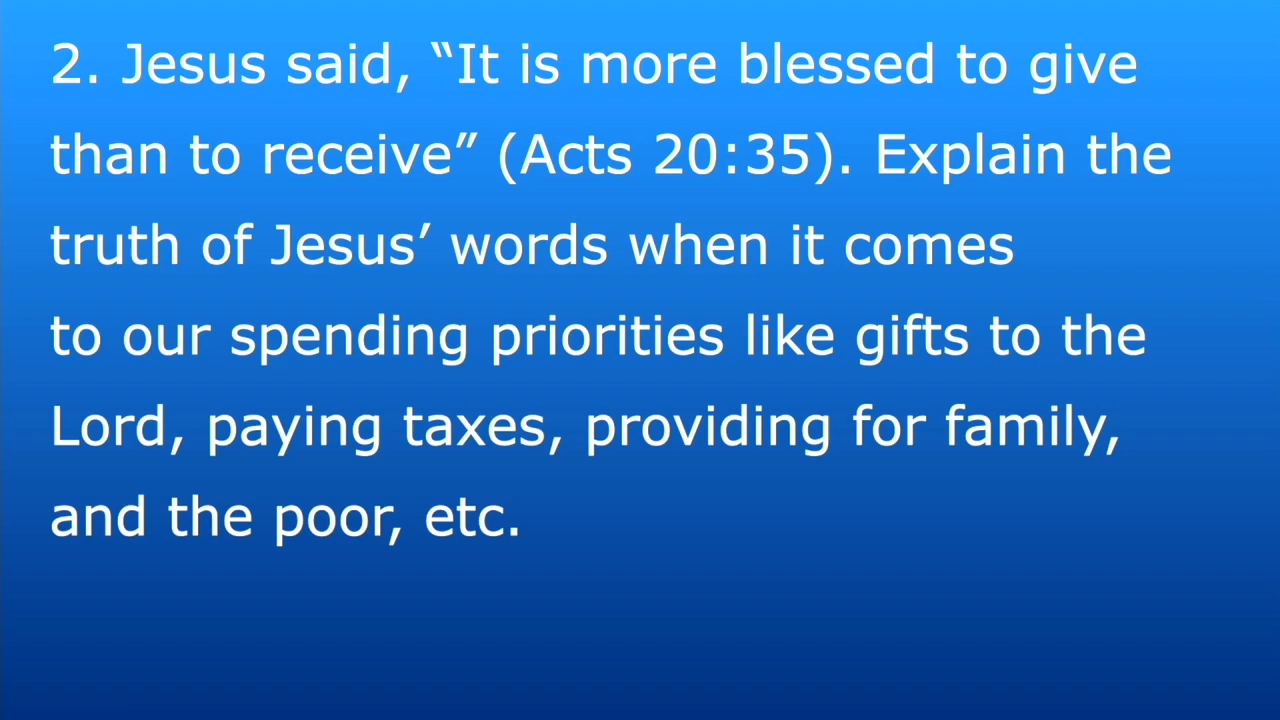 2. Jesus said, “It is more blessed to give
than to receive” (Acts 20:35). Explain the
truth of Jesus’ words when it comes
to our spending priorities like gifts to the
Lord, paying taxes, providing for family,
and the poor, etc.